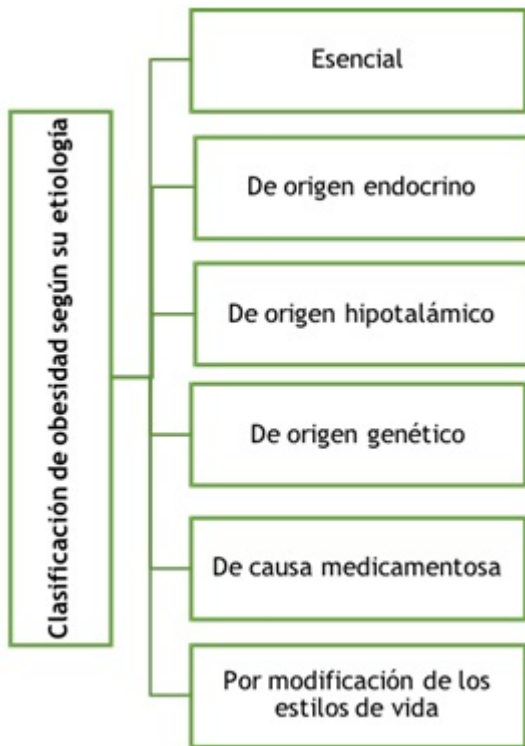 Clasificación de obesidad según su etiología
Esencial
De origen endocrino
De origen hipotalámico
De origen genético
De causa medicamentosa
Por modificación de los
estilos de vida